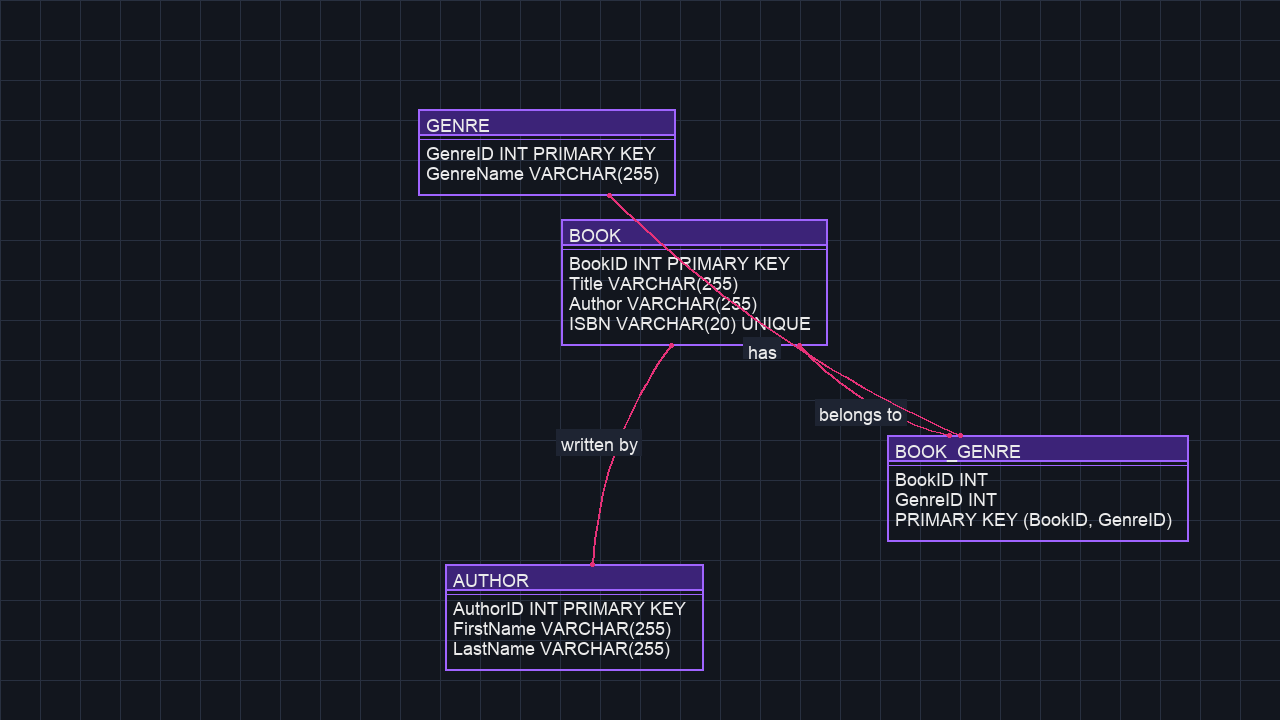 GENRE
GenreID INT PRIMARY KEY
GenreName VARCHAR(255)
BOOK
BookID INT PRIMARY KEY
Title VARCHAR(255)
Author VARCHAR(255)
ISBN VARCHAR(20) UNIQUE
has
belongs to
written by
BOOK_GENRE
BookID INT
GenreID INT
PRIMARY KEY (BookID, GenreID)
AUTHOR
AuthorID INT PRIMARY KEY
FirstName VARCHAR(255)
LastName VARCHAR(255)